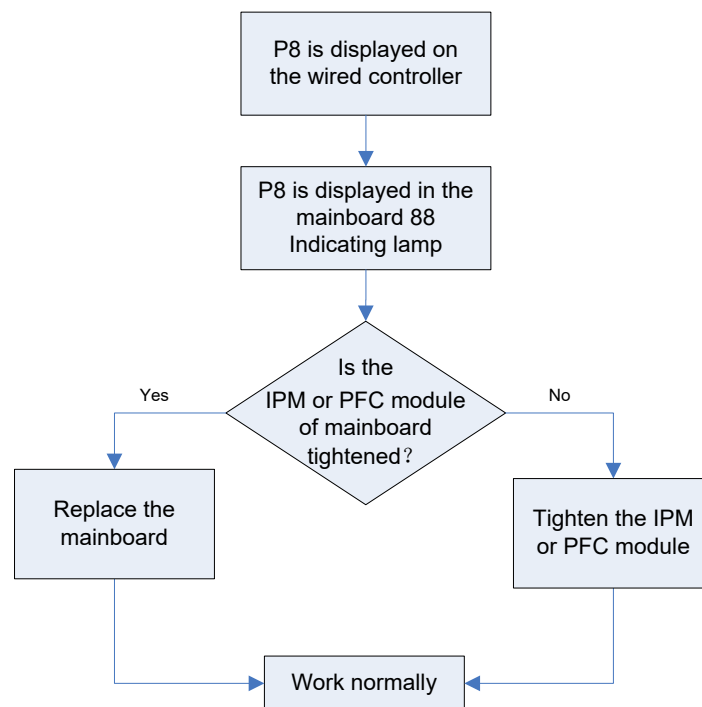 P8 is displayed on
the wired controller
P8 is displayed in the
mainboard 88
Indicating lamp
Is the
IPM or PFC module
of mainboard
tightened？
Yes
No
Replace the
mainboard
Tighten the IPM
or PFC module
Work normally